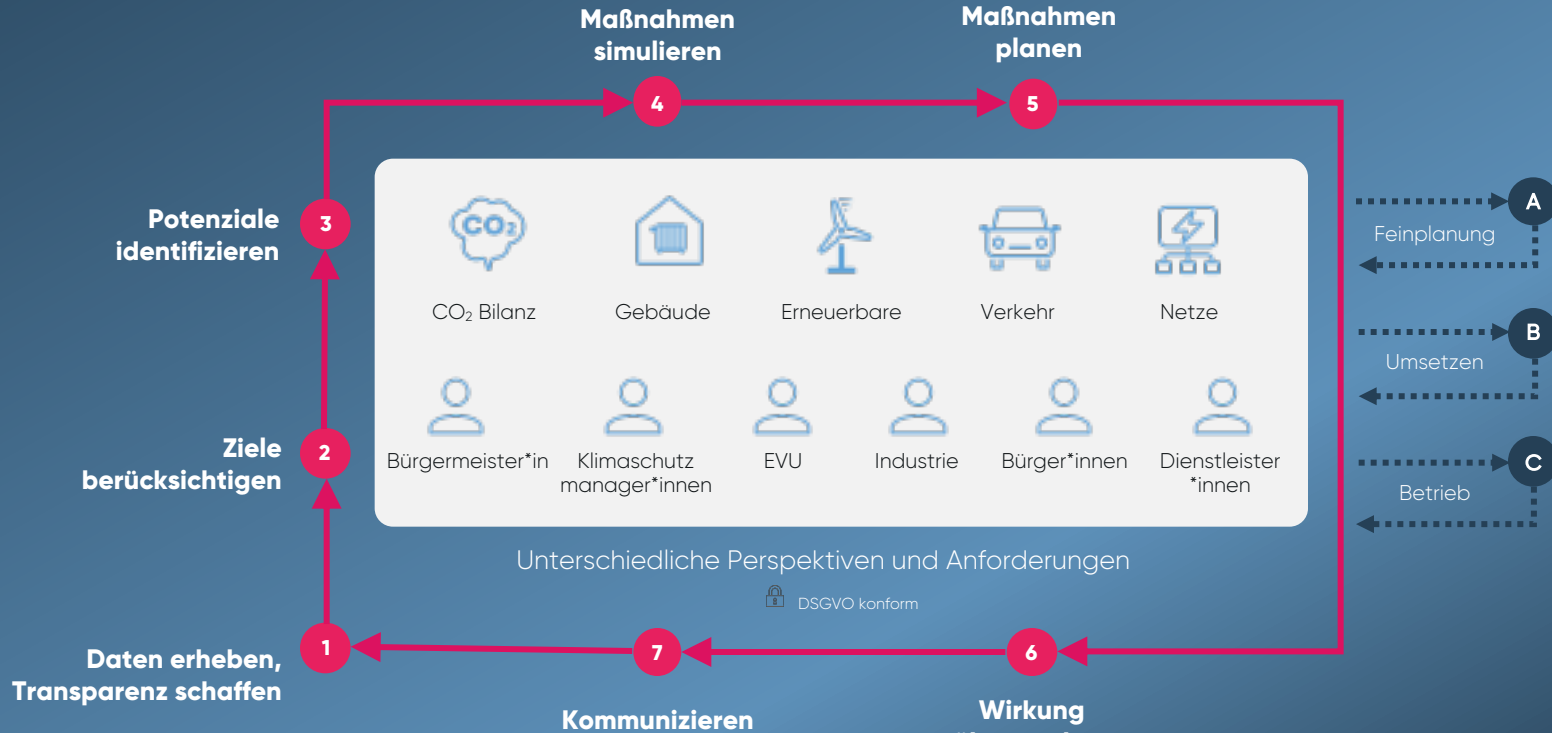 Maßnahmen
simulieren
Maßnahmen
planen
4
5
3
Potenziale
identifizieren
CO₂
CO₂ Bilanz
Gebäude
Erneuerbare
Verkehr
Netze
A
Feinplanung
B
Umsetzen
2
Ziele
berücksichtigen
Bürgermeister*in
Klimaschutz
manager*innen
EVU
Industrie
Bürger*innen
Dienstleister
*innen
C
Betrieb
Unterschiedliche Perspektiven und Anforderungen
DSGVO konform
1
Daten erheben,
Transparenz schaffen
7
Kommunizieren
6
Wirkung